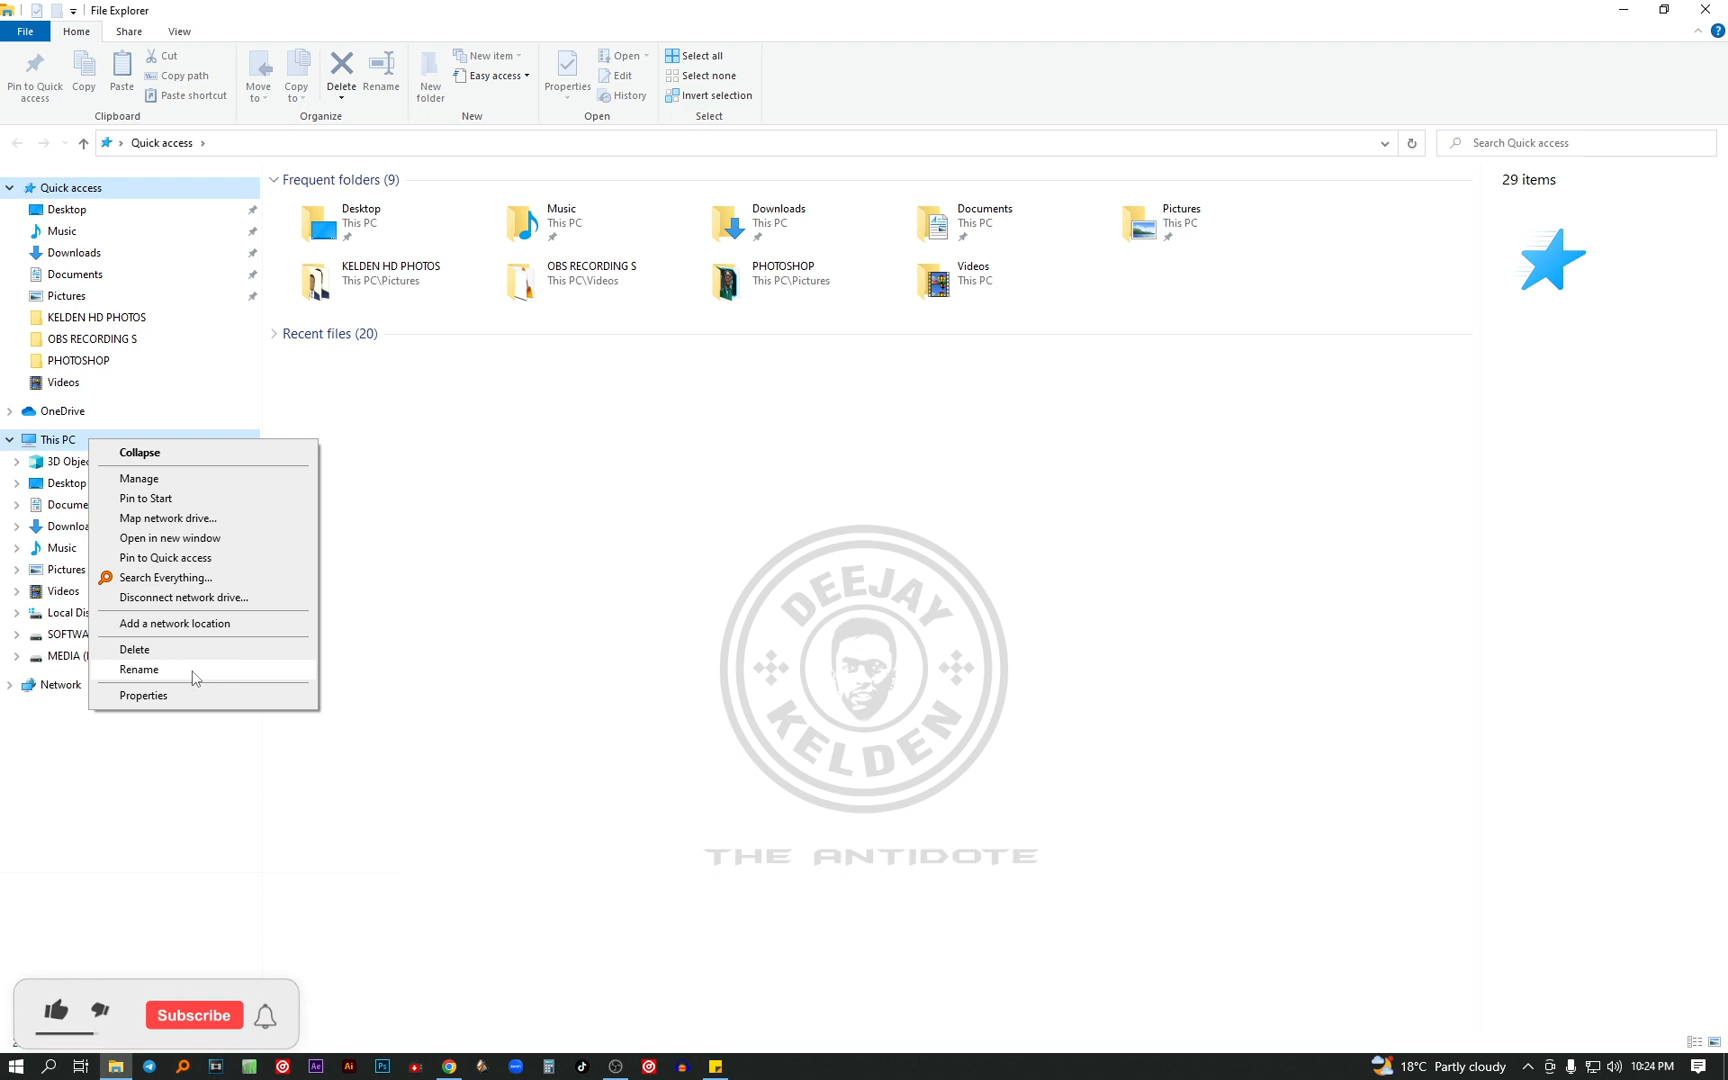 File Explorer
File Home Share View
Pin to Quick access
Copy
Paste
Cut
Copy path
Paste shortcut
Clipboard
Move to
Copy to
Delete
Rename
Organize
New folder
New item
Easy access
New
Properties
Open
Edit
History
Open
Select all
Select none
Invert selection
Select
Quick access
Search Quick access
Quick access
Desktop
Music
Downloads
Documents
Pictures
KELDEN HD PHOTOS
OBS RECORDING S
PHOTOSHOP
Videos
OneDrive
This PC
3D Objec
Desktop
Docume
Downloa
Music
Pictures
Videos
Local Dis
SOFTWA
MEDIA (
Network
Collapse
Manage
Pin to Start
Map network drive...
Open in new window
Pin to Quick access
Search Everything...
Disconnect network drive...
Add a network location
Delete
Rename
Properties
Frequent folders (9)
Desktop
This PC
Music
This PC
Downloads
This PC
Documents
This PC
Pictures
This PC
KELDEN HD PHOTOS
This PC\Pictures
OBS RECORDING S
This PC\Videos
PHOTOSHOP
This PC\Pictures
Videos
This PC
Recent files (20)
29 items
DEEJAY
KELDEN
THE ANTIDOTE
Subscribe
Ae
Ai
Ps
18°C Partly cloudy
10:24 PM